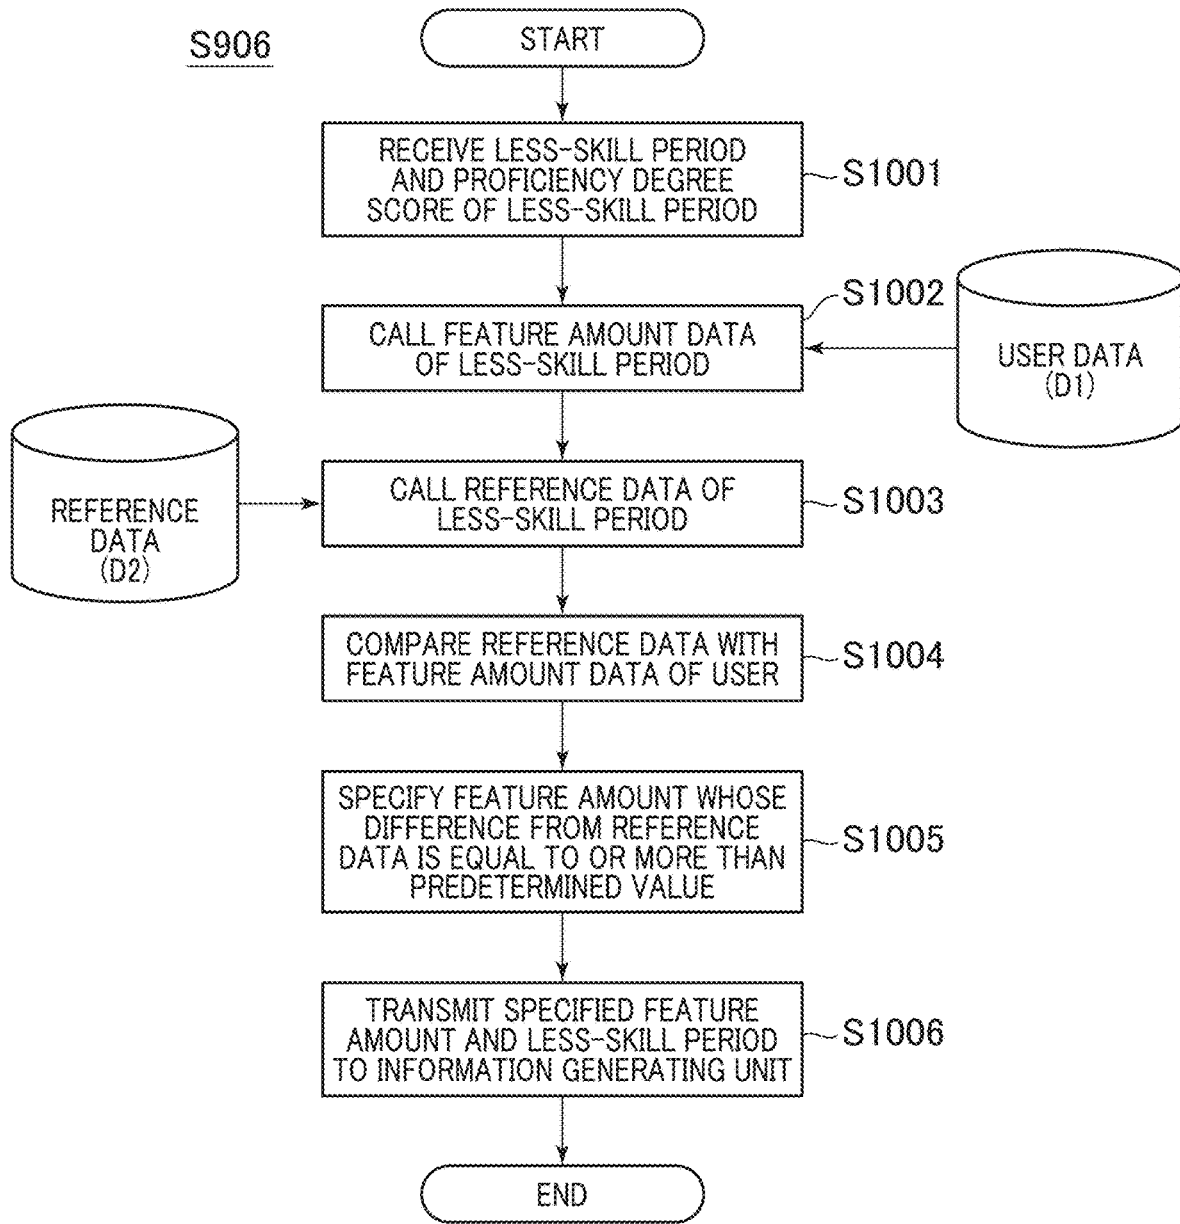 S906
START
RECEIVE LESS-SKILL PERIOD
AND PROFICIENCY DEGREE
SCORE OF LESS-SKILL PERIOD
S1001
S1002
CALL FEATURE AMOUNT DATA
OF LESS-SKILL PERIOD
USER DATA
(D1)
REFERENCE
DATA
(D2)
CALL REFERENCE DATA OF
LESS-SKILL PERIOD
S1003
COMPARE REFERENCE DATA WITH
FEATURE AMOUNT DATA OF USER
S1004
SPECIFY FEATURE AMOUNT WHOSE
DIFFERENCE FROM REFERENCE
DATA IS EQUAL TO OR MORE THAN
PREDETERMINED VALUE
S1005
TRANSMIT SPECIFIED FEATURE
AMOUNT AND LESS-SKILL PERIOD
TO INFORMATION GENERATING UNIT
S1006
END